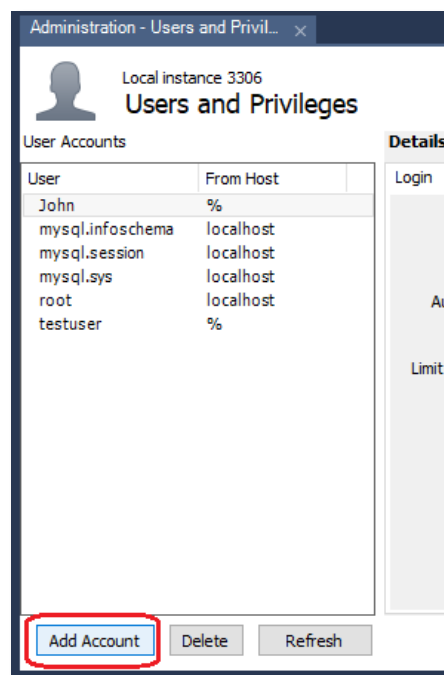 Administration - Users and Privil...
Local instance 3306
Users and Privileges
User Accounts
Details
User From Host
Login
John %
mysql.infoschema localhost
mysql.session localhost
mysql.sys localhost
root localhost
Au
testuser %
Limit
Add Account Delete Refresh